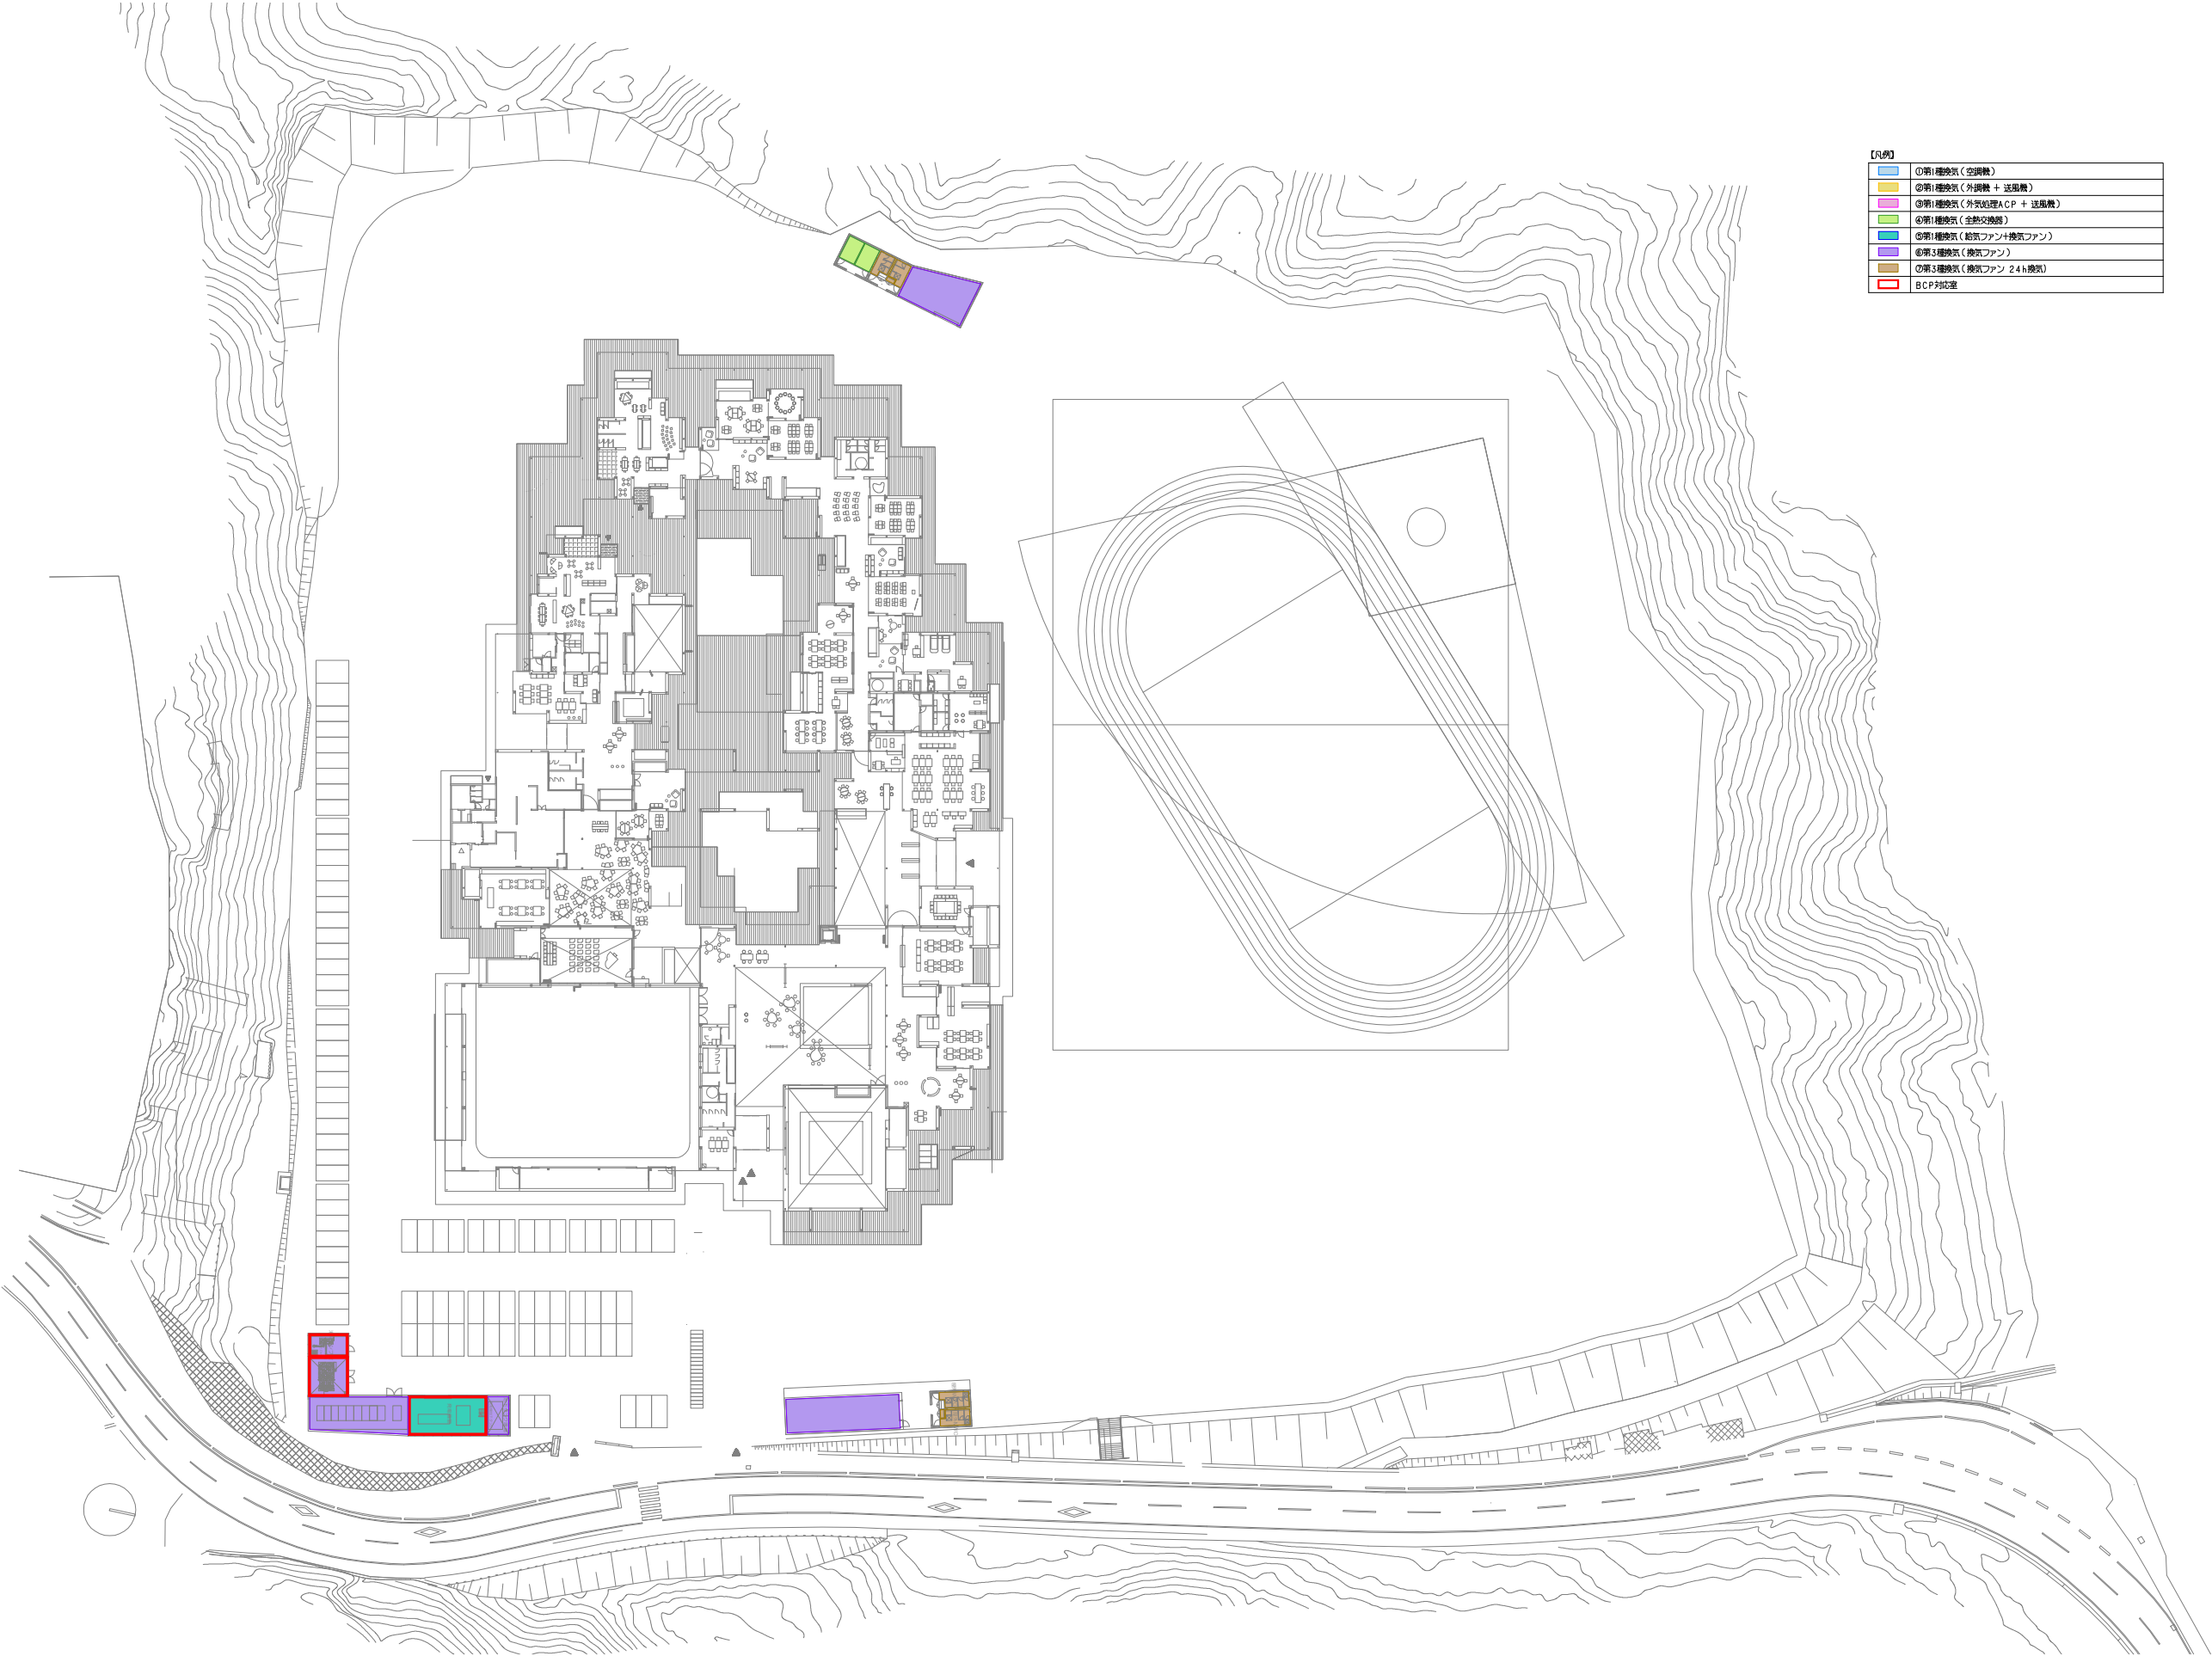 【凡例】
①第1種換気(空調機)
②第1種換気(外調機 + 送風機)
③第1種換気(外気処理ACP + 送風機)
④第1種換気(全熱交換器)
⑤第1種換気(給気ファン+換気ファン)
⑥第3種換気(換気ファン)
⑦第3種換気(換気ファン 24h換気)
BCP対応室